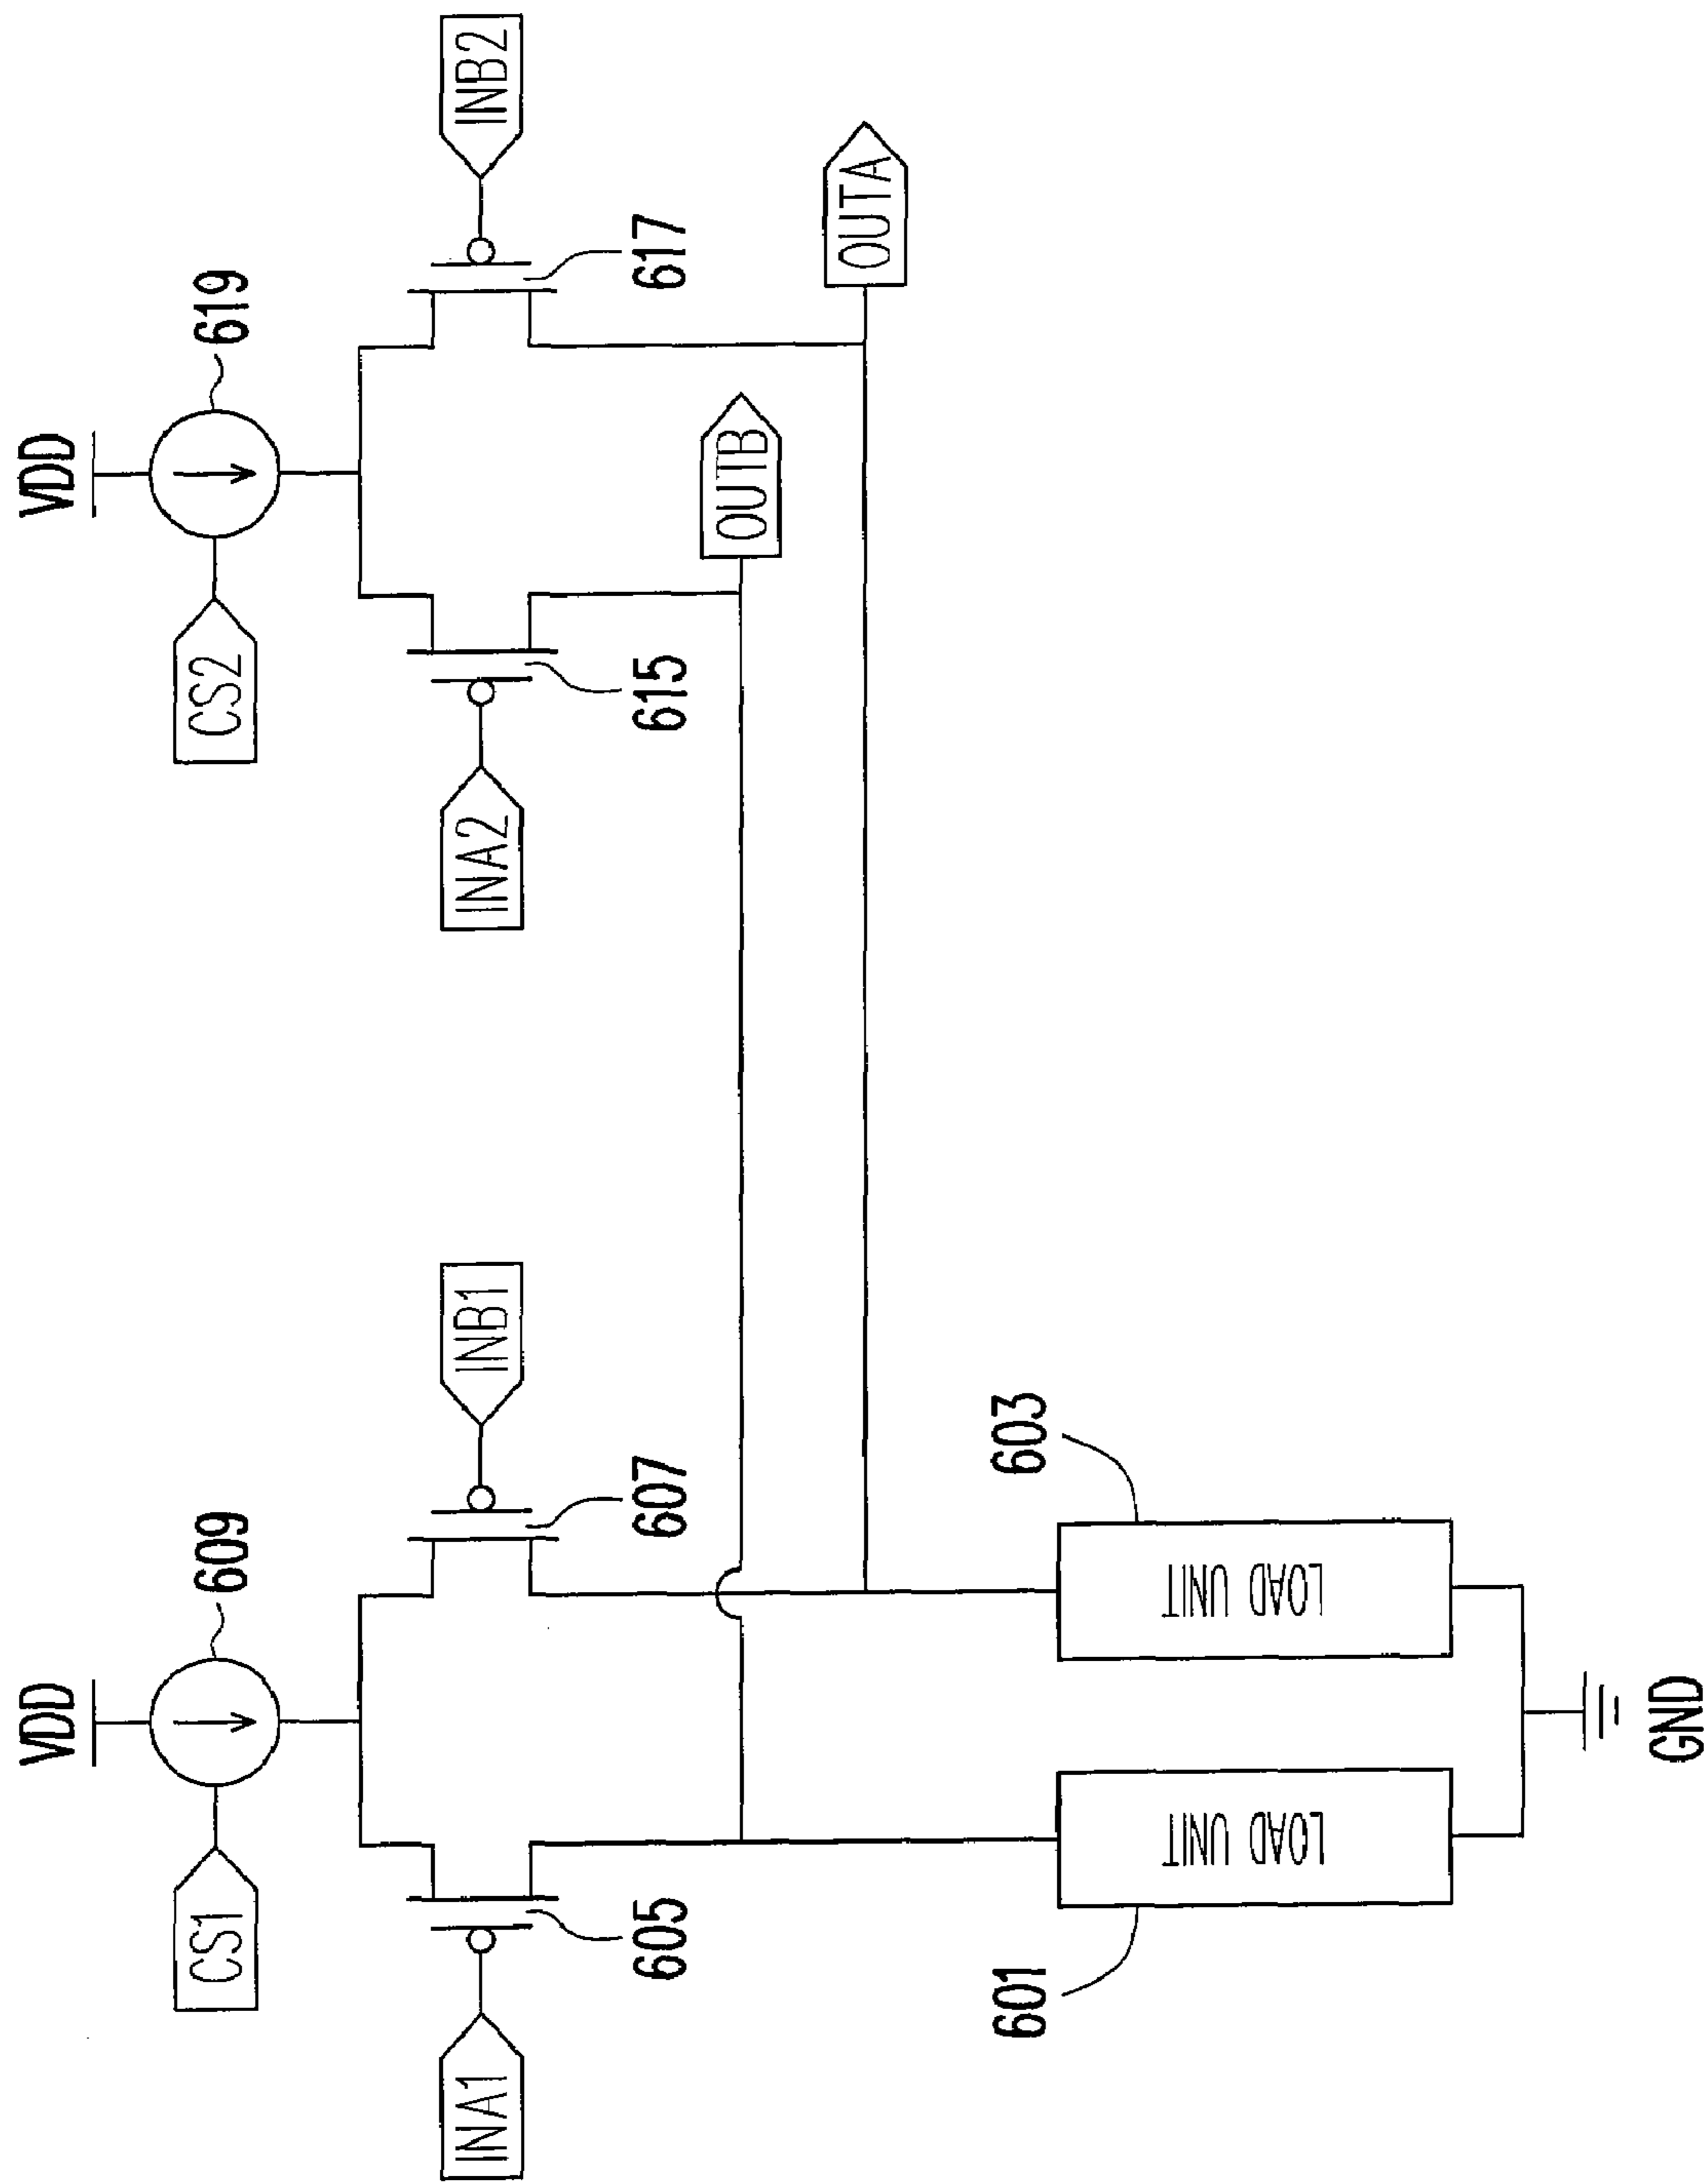 VDD
VDD
CS1
609
CS2
619
INA1
INB1
INA2
INB2
605
607
615
617
OUTB
OUTA
601
603
LOAD UNIT
LOAD UNIT
GND